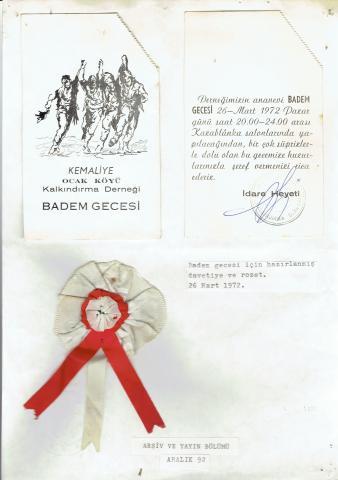 KEMALİYE
OCAK KÖYÜ
Kalkındırma Derneği
BADEM GECESİ
Derneğimizin ananevi BADEM
GECESİ 26-Mart 1972 Pazar
günü saat 20.00-24.00 arası
Kazablânka salonlarında ya-
pılacağından, bir çok süprizler-
le dolu olan bu gecemize huzur-
larınızla şeref vermenizi rica
ederiz.
İdare Heyeti
Badem gecesi için hazırlanmış
davetiye ve rozet.
26 Mart 1972.
ARŞİV VE YAYIN BÖLÜMÜ
ARALIK 92